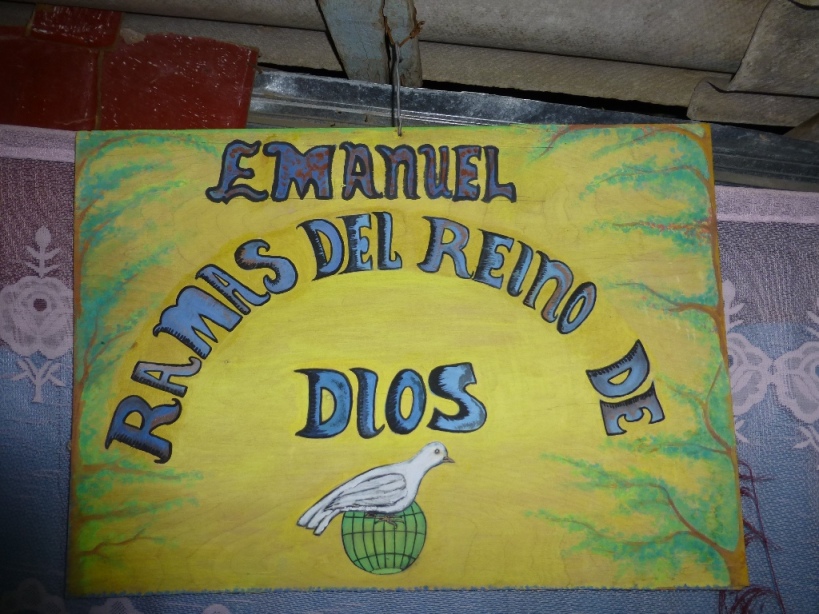 EMANUEL
RAMAS DEL REINO DE
DIOS